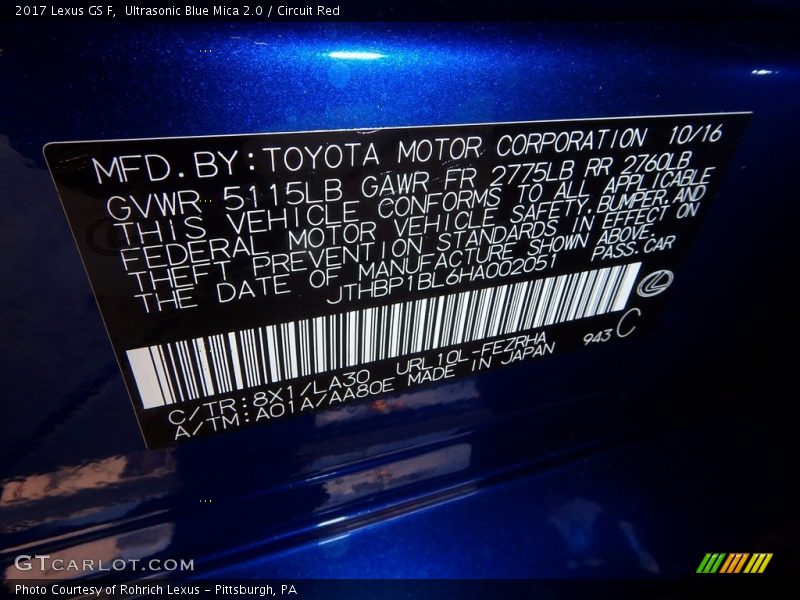 2017 Lexus GS F, Ultrasonic Blue Mica 2.0 / Circuit Red
MFD. BY: TOYOTA MOTOR CORPORATION 10/16
GVWR 5115LB GAWR FR 2775LB RR 2760LB
THIS VEHICLE CONFORMS TO ALL APPLICABLE
FEDERAL MOTOR VEHICLE SAFETY, BUMPER, AND
THEFT PREVENTION STANDARDS IN EFFECT ON
THE DATE OF MANUFACTURE SHOWN ABOVE.
JTHBP1BL6HA002051 PASS.CAR
C/TR:8X1/LA30 URL10L-FEZRHA 943 C
A/TM:A01A/AA80E MADE IN JAPAN
GTCARLOT.COM
Photo Courtesy of Rohrich Lexus - Pittsburgh, PA